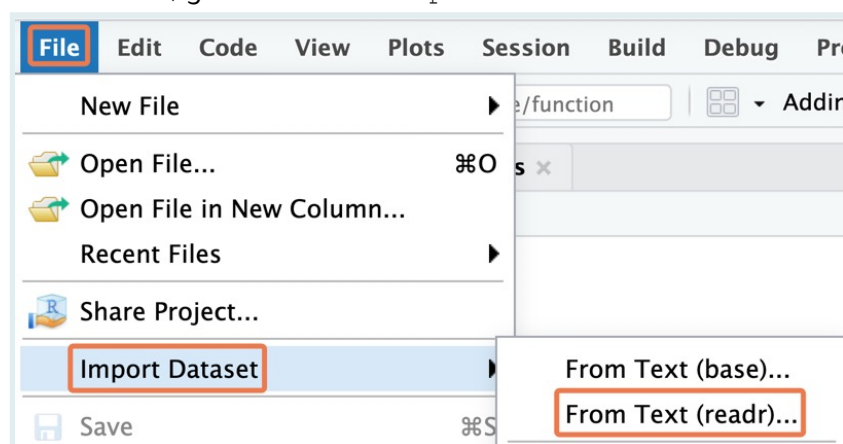 File Edit Code View Plots Session Build Debug
New File e/function Addin
Open File... ⌘O s ×
Open File in New Column...
Recent Files
R
Share Project...
Import Dataset From Text (base)...
From Text (readr)...
Save ⌘S